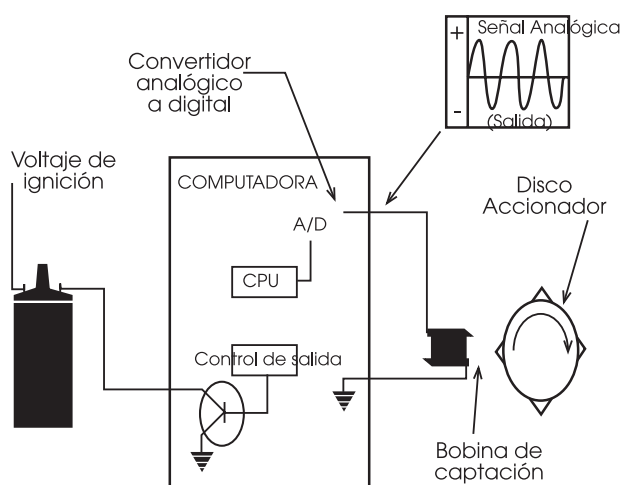 + Señal Analógica
-
(Salida)
Convertidor
analógico
a digital
Voltaje de
ignición
COMPUTADORA
A/D
CPU
Control de salida
Disco
Accionador
Bobina de
captación